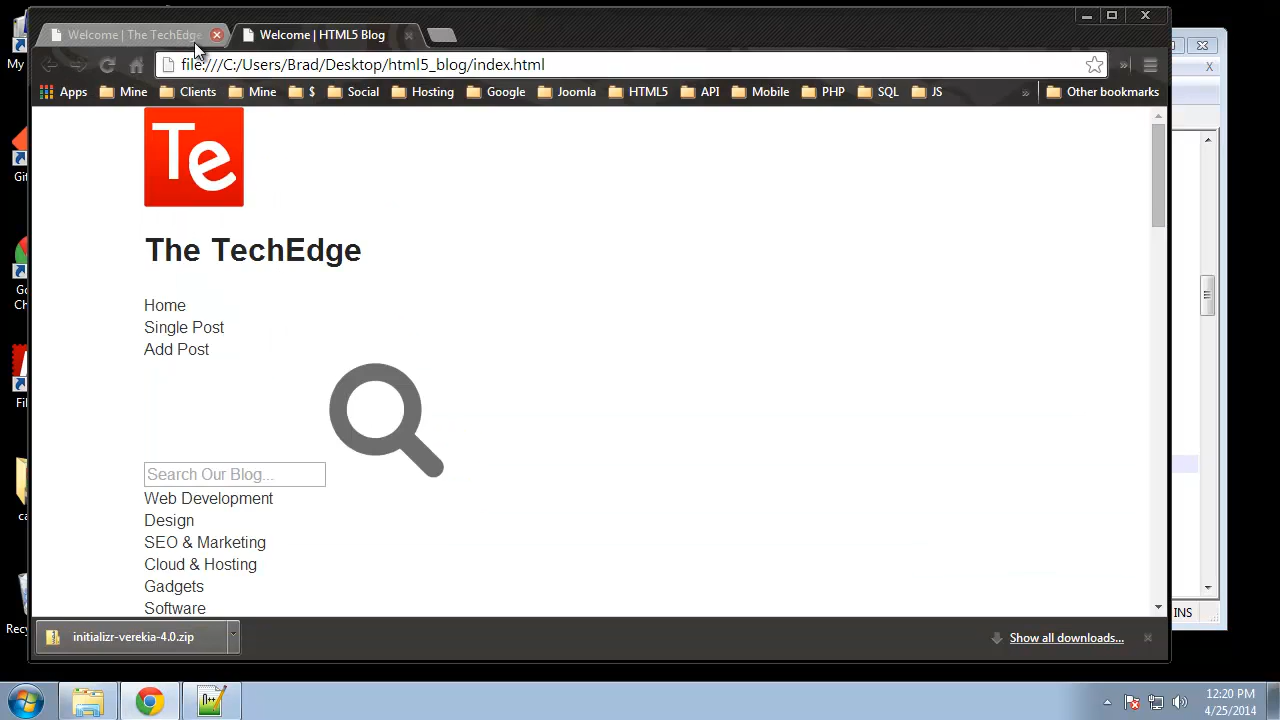 Welcome | The TechEdge
Welcome | HTML5 Blog
file:///C:/Users/Brad/Desktop/html5_blog/index.html
Apps Mine Clients Mine $ Social Hosting Google Joomla HTML5 API Mobile PHP SQL JS » Other bookmarks
My
Te
The TechEdge
Home
Single Post
Add Post
Search Our Blog...
Web Development
Design
SEO & Marketing
Cloud & Hosting
Gadgets
Software
initializr-verekia-4.0.zip
Show all downloads...
INS
12:20 PM
4/25/2014